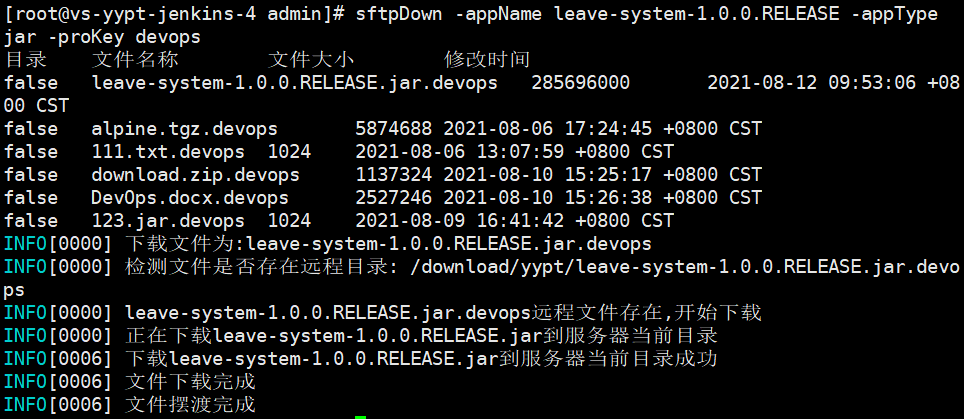 [root@vs-yypt-jenkins-4 admin]# sftpDown -appName leave-system-1.0.0.RELEASE -appType
jar -proKey devops
目录 文件名称 文件大小 修改时间
false leave-system-1.0.0.RELEASE.jar.devops 285696000 2021-08-12 09:53:06 +08
00 CST
false alpine.tgz.devops 5874688 2021-08-06 17:24:45 +0800 CST
false 111.txt.devops 1024 2021-08-06 13:07:59 +0800 CST
false download.zip.devops 1137324 2021-08-10 15:25:17 +0800 CST
false DevOps.docx.devops 2527246 2021-08-10 15:26:38 +0800 CST
false 123.jar.devops 1024 2021-08-09 16:41:42 +0800 CST
INFO[0000] 下载文件为:leave-system-1.0.0.RELEASE.jar.devops
INFO[0000] 检测文件是否存在远程目录: /download/yypt/leave-system-1.0.0.RELEASE.jar.devo
ps
INFO[0000] leave-system-1.0.0.RELEASE.jar.devops远程文件存在,开始下载
INFO[0000] 正在下载leave-system-1.0.0.RELEASE.jar到服务器当前目录
INFO[0006] 下载leave-system-1.0.0.RELEASE.jar到服务器当前目录成功
INFO[0006] 文件下载完成
INFO[0006] 文件摆渡完成